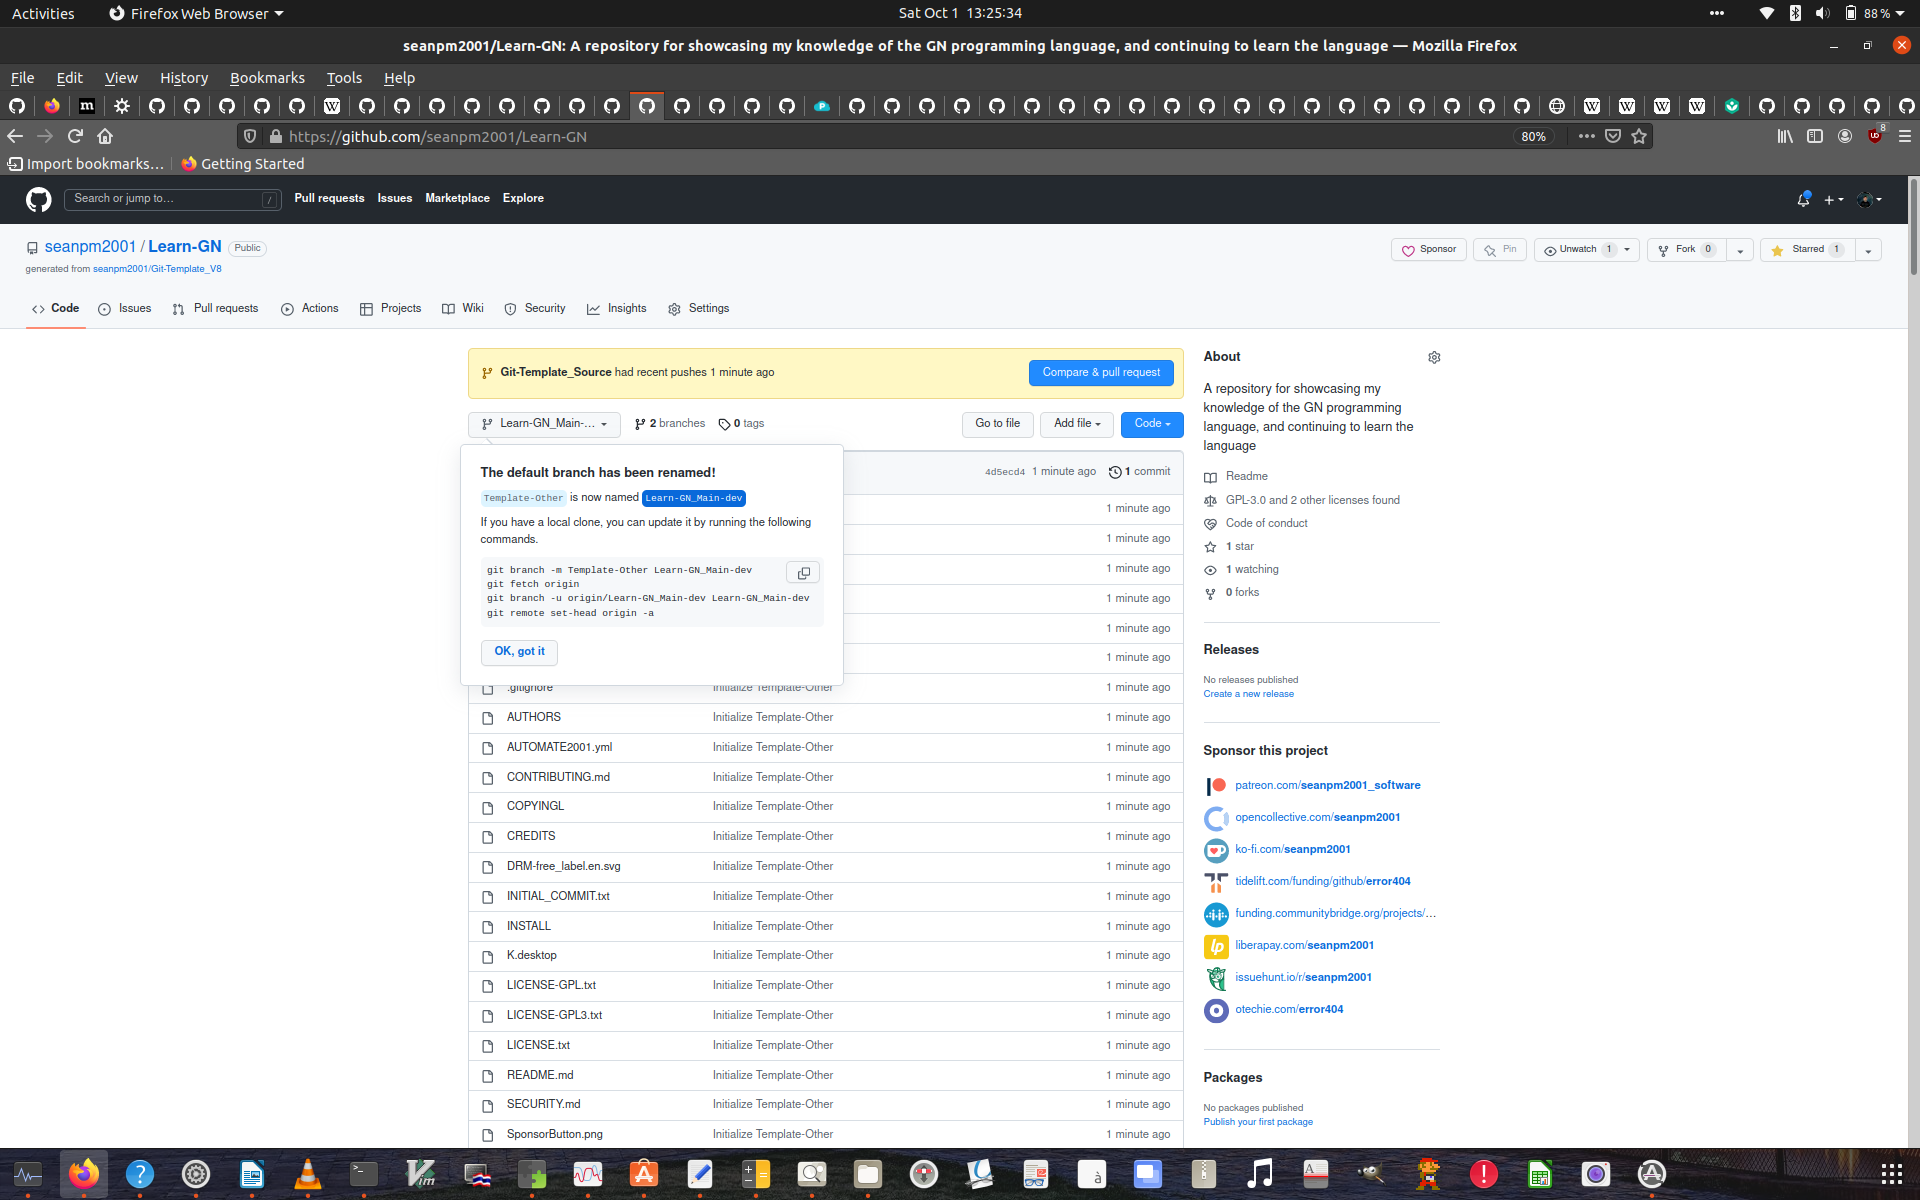 Activities
Firefox Web Browser
Sat Oct 1 13:25:34
88 %
seanpm2001/Learn-GN: A repository for showcasing my knowledge of the GN programming language, and continuing to learn the language — Mozilla Firefox
File Edit View History Bookmarks Tools Help
https://github.com/seanpm2001/Learn-GN
80%
8
Import bookmarks…
Getting Started
Search or jump to…
/
Pull requests Issues Marketplace Explore
seanpm2001 / Learn-GN
Public
generated from seanpm2001/Git-Template_V8
Sponsor
Pin
Unwatch 1
Fork 0
Starred 1
Code Issues Pull requests Actions Projects Wiki Security Insights Settings
Git-Template_Source had recent pushes 1 minute ago
Compare & pull request
Learn-GN_Main-...
2 branches
0 tags
Go to file
Add file
Code
4d5ecd4 1 minute ago
1 commit
The default branch has been renamed!
Template-Other is now named Learn-GN_Main-dev
If you have a local clone, you can update it by running the following
commands.
git branch -m Template-Other Learn-GN_Main-dev
git fetch origin
git branch -u origin/Learn-GN_Main-dev Learn-GN_Main-dev
git remote set-head origin -a
OK, got it
1 minute ago
1 minute ago
1 minute ago
1 minute ago
1 minute ago
1 minute ago
.gitignore Initialize Template-Other 1 minute ago
AUTHORS Initialize Template-Other 1 minute ago
AUTOMATE2001.yml Initialize Template-Other 1 minute ago
CONTRIBUTING.md Initialize Template-Other 1 minute ago
COPYINGL Initialize Template-Other 1 minute ago
CREDITS Initialize Template-Other 1 minute ago
DRM-free_label.en.svg Initialize Template-Other 1 minute ago
INITIAL_COMMIT.txt Initialize Template-Other 1 minute ago
INSTALL Initialize Template-Other 1 minute ago
K.desktop Initialize Template-Other 1 minute ago
LICENSE-GPL.txt Initialize Template-Other 1 minute ago
LICENSE-GPL3.txt Initialize Template-Other 1 minute ago
LICENSE.txt Initialize Template-Other 1 minute ago
README.md Initialize Template-Other 1 minute ago
SECURITY.md Initialize Template-Other 1 minute ago
SponsorButton.png Initialize Template-Other 1 minute ago
About
A repository for showcasing my
knowledge of the GN programming
language, and continuing to learn the
language
Readme
GPL-3.0 and 2 other licenses found
Code of conduct
1 star
1 watching
0 forks
Releases
No releases published
Create a new release
Sponsor this project
patreon.com/seanpm2001_software
opencollective.com/seanpm2001
ko-fi.com/seanpm2001
tidelift.com/funding/github/error404
funding.communitybridge.org/projects/…
liberapay.com/seanpm2001
issuehunt.io/r/seanpm2001
otechie.com/error404
Packages
No packages published
Publish your first package